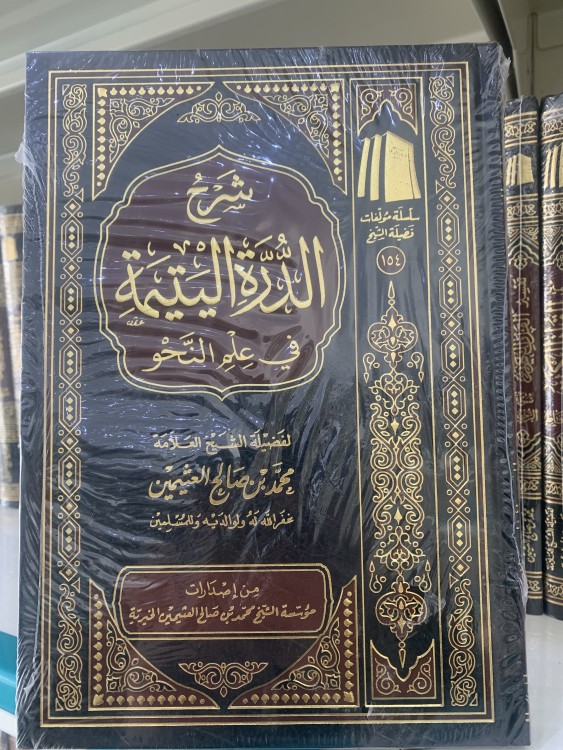 شرح
الدرة اليتيمة
في علم النحو
لفضيلة الشيخ العلامة
محمد بن صالح العثيمين
غفر الله له ولوالديه وللمسلمين
من إصدارات
مؤسسة الشيخ محمد بن صالح العثيمين الخيرية
سلسلة مؤلفات
فضيلة الشيخ
١٥٤